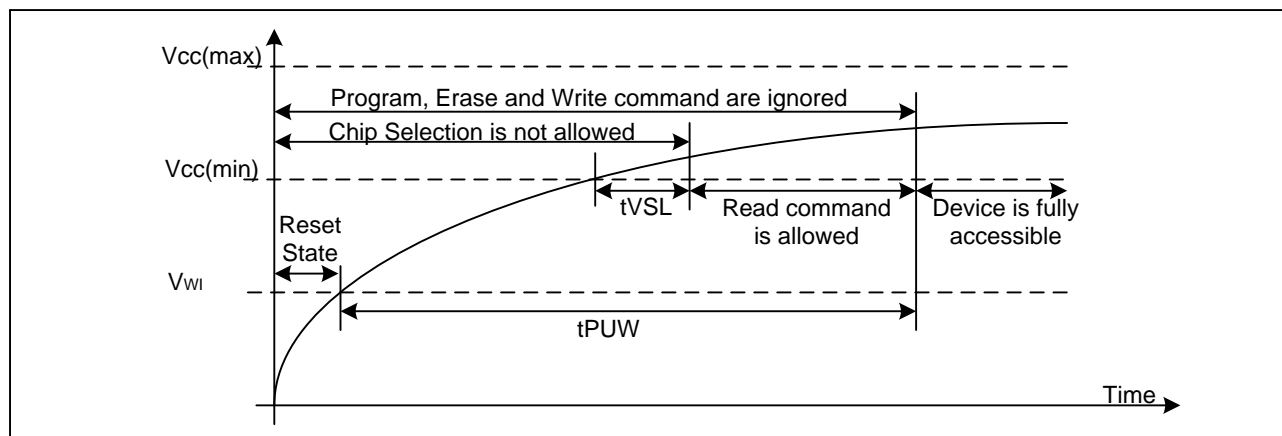 Vcc(max)
Program, Erase and Write command are ignored
Chip Selection is not allowed
Vcc(min)
tVSL
Read command
is allowed
Device is fully
accessible
Reset
State
VWI
tPUW
Time